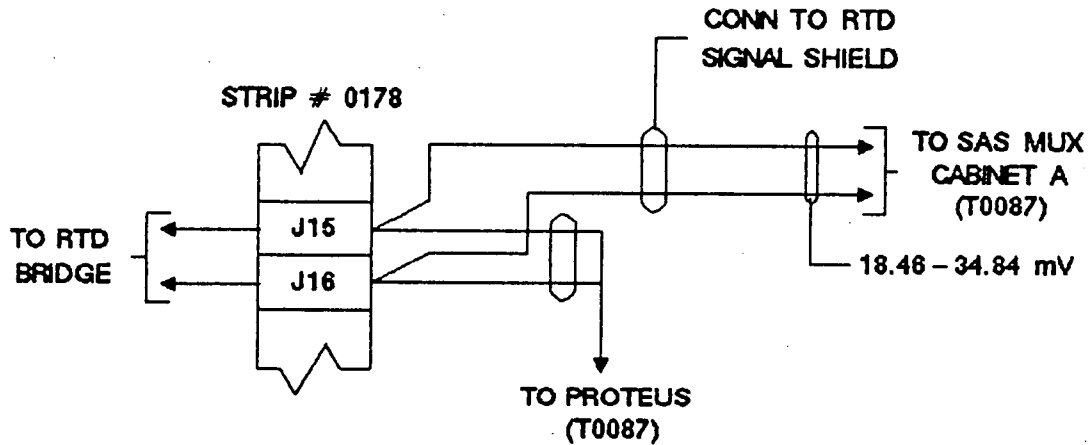 CONN TO RTD
SIGNAL SHIELD
STRIP # 0178
TO SAS MUX
CABINET A
(T0087)
J15
TO RTD
BRIDGE
J16
18.46 – 34.84 mV
TO PROTEUS
(T0087)